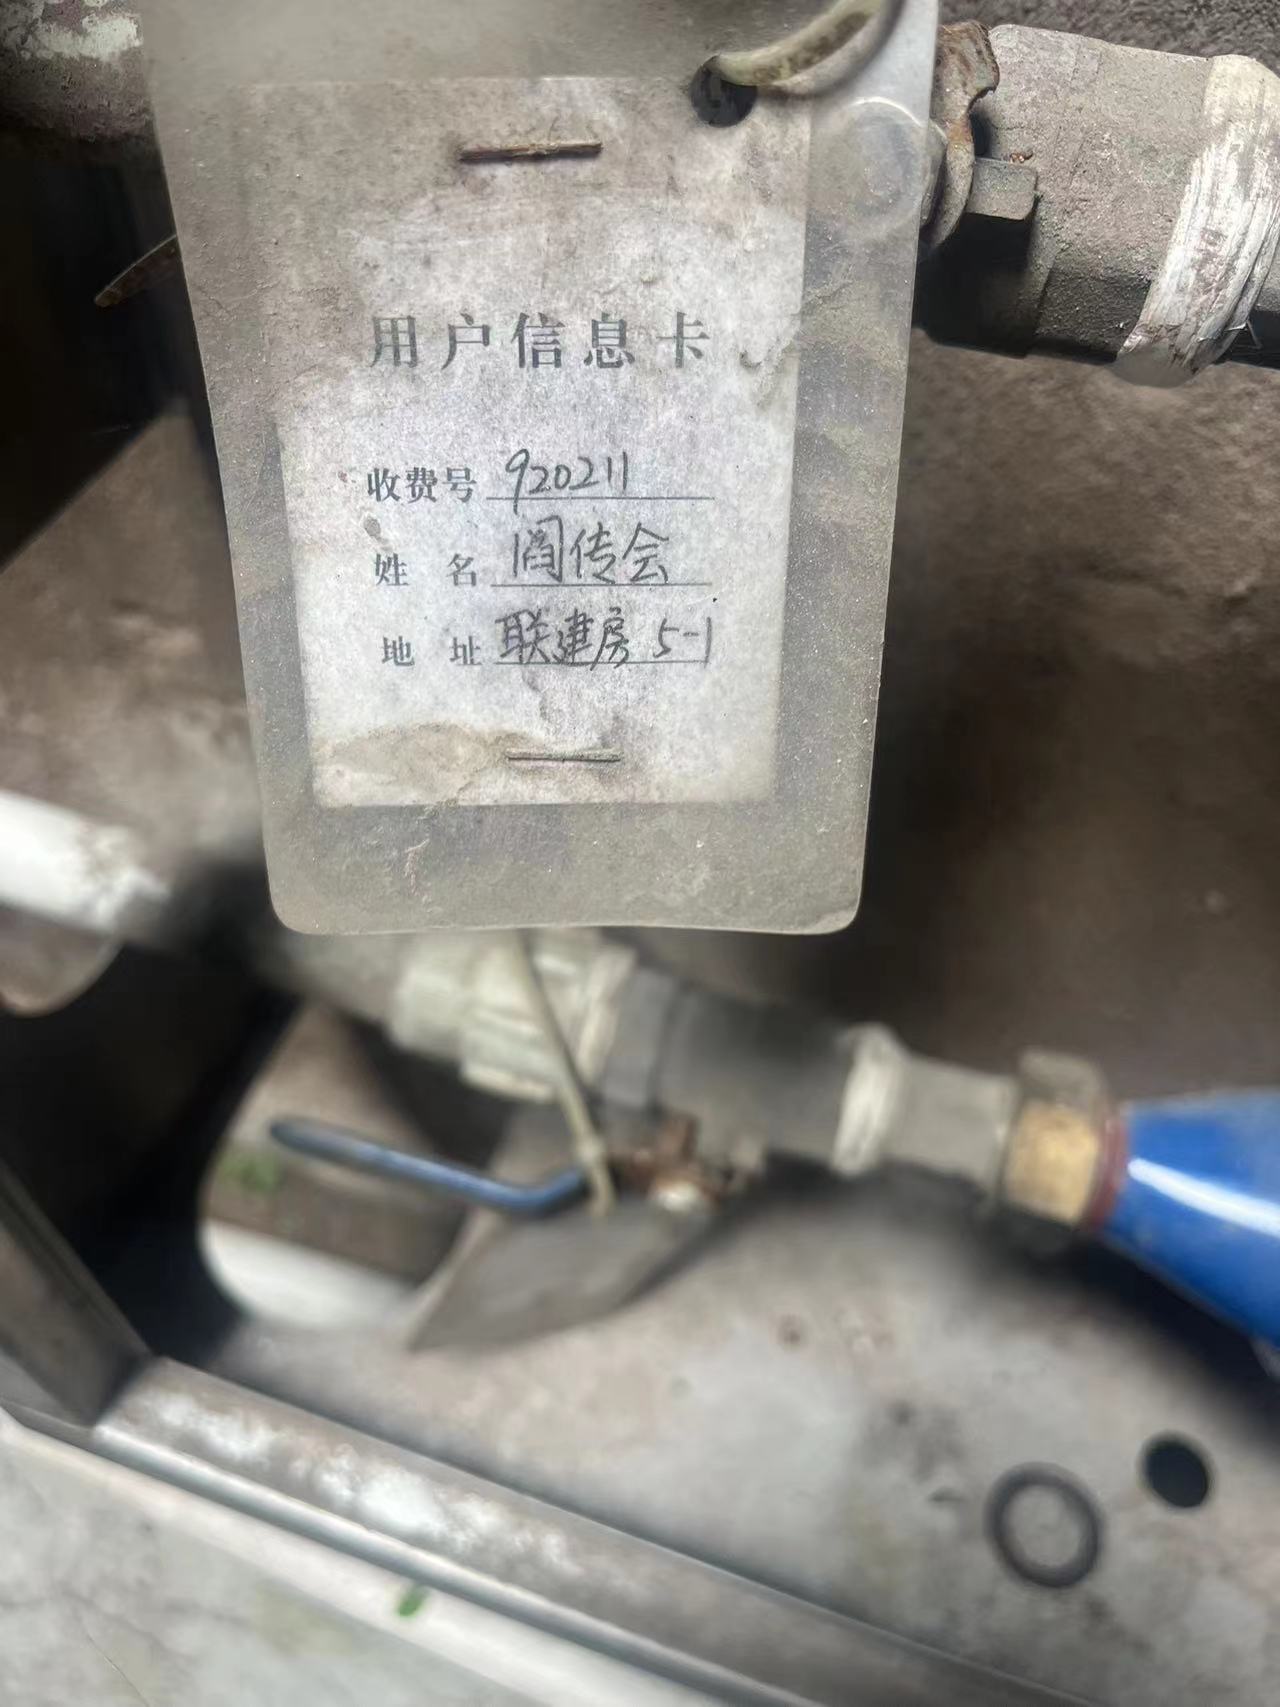 用户信息卡
收费号 920211
姓名 阎传会
地址 联建房 5-1